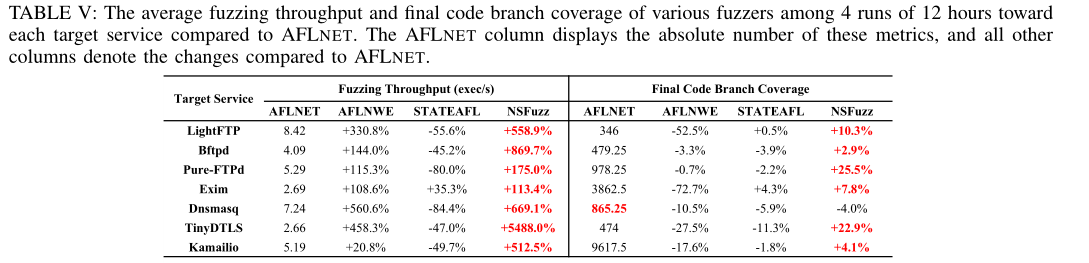 TABLE V: The average fuzzing throughput and final code branch coverage of various fuzzers among 4 runs of 12 hours toward
each target service compared to AFLNET. The AFLNET column displays the absolute number of these metrics, and all other
columns denote the changes compared to AFLNET.
Target Service Fuzzing Throughput (exec/s) Final Code Branch Coverage
AFLNET AFLNWE STATEAFL NSFuzz AFLNET AFLNWE STATEAFL NSFuzz
LightFTP 8.42 +330.8% -55.6% +558.9% 346 -52.5% +0.5% +10.3%
Bftpd 4.09 +144.0% -45.2% +869.7% 479.25 -3.3% -3.9% +2.9%
Pure-FTPd 5.29 +115.3% -80.0% +175.0% 978.25 -0.7% -2.2% +25.5%
Exim 2.69 +108.6% +35.3% +113.4% 3862.5 -72.7% +4.3% +7.8%
Dnsmasq 7.24 +560.6% -84.4% +669.1% 865.25 -10.5% -5.9% -4.0%
TinyDTLS 2.66 +458.3% -47.0% +5488.0% 474 -27.5% -11.3% +22.9%
Kamailio 5.19 +20.8% -49.7% +512.5% 9617.5 -17.6% -1.8% +4.1%